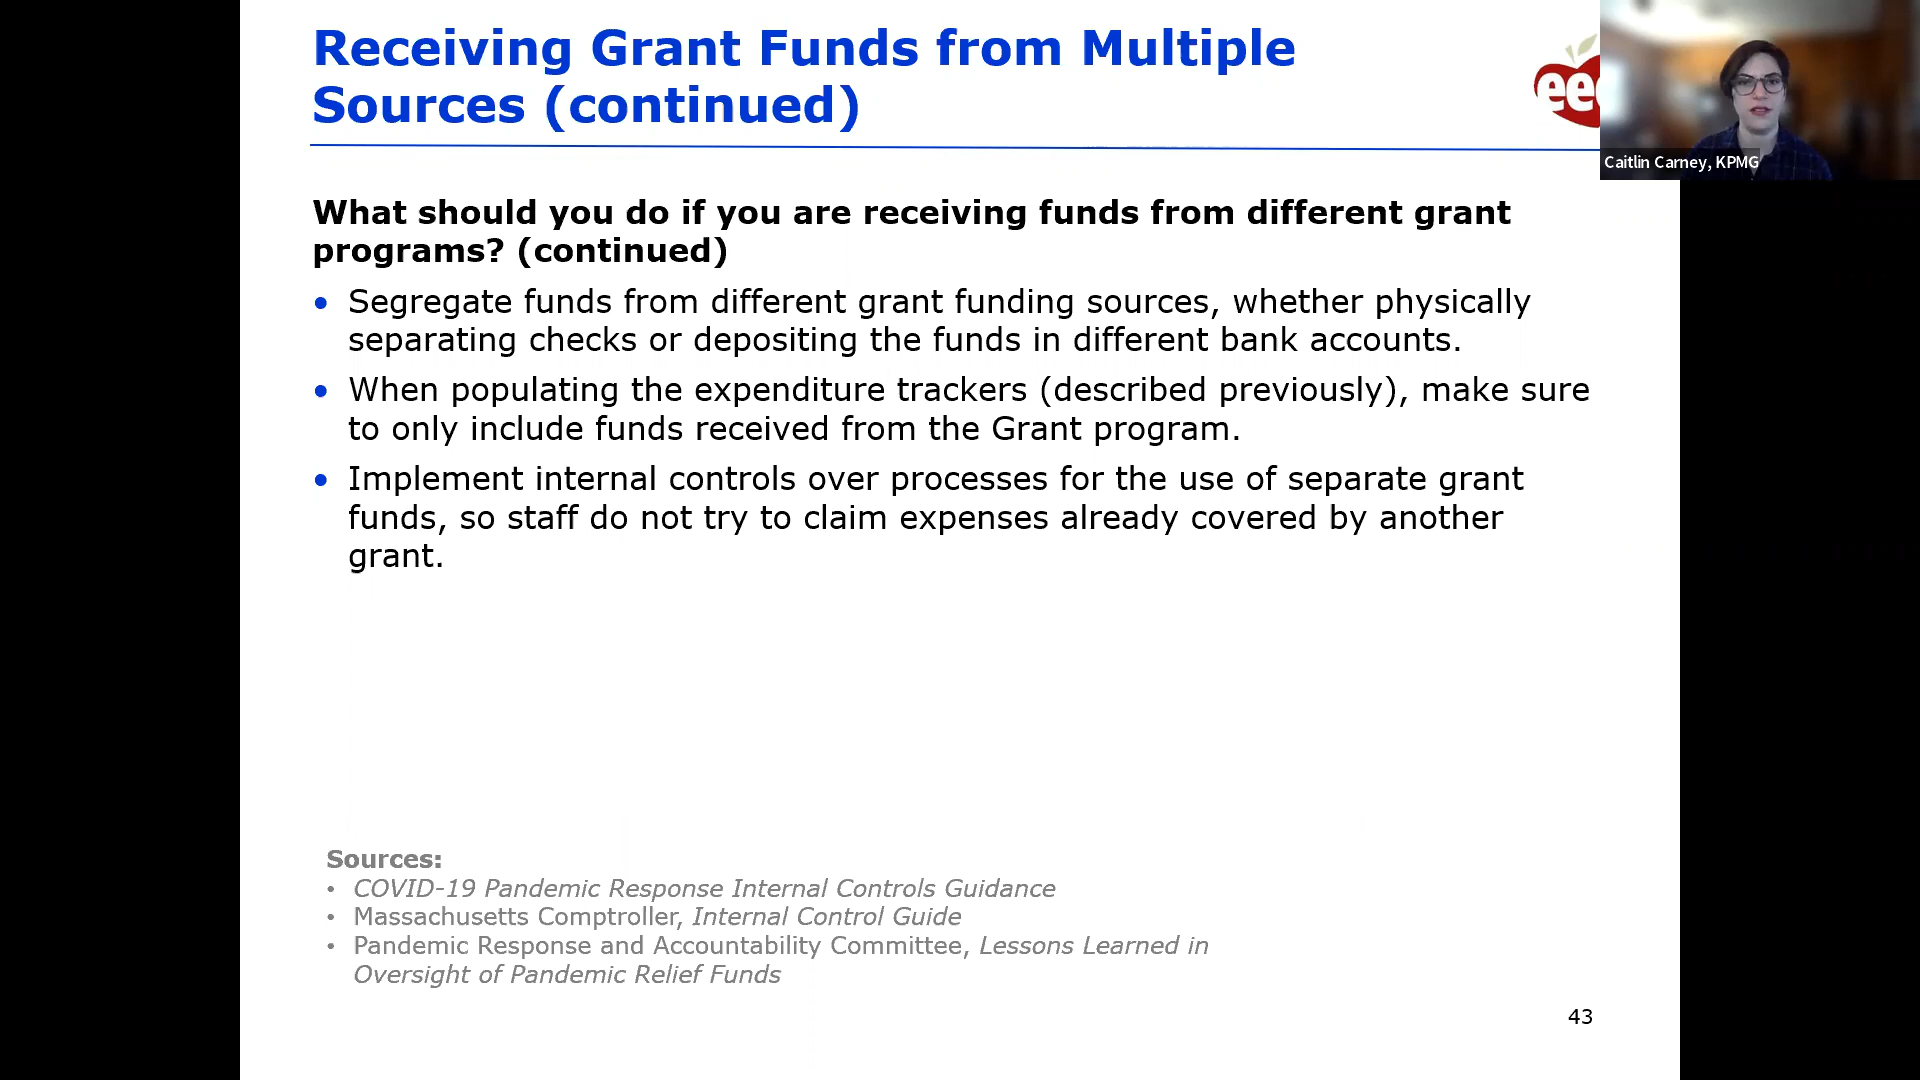 Receiving Grant Funds from Multiple
Sources (continued)
eec
Caitlin Carney, KPMG
What should you do if you are receiving funds from different grant
programs? (continued)
• Segregate funds from different grant funding sources, whether physically
separating checks or depositing the funds in different bank accounts.
• When populating the expenditure trackers (described previously), make sure
to only include funds received from the Grant program.
• Implement internal controls over processes for the use of separate grant
funds, so staff do not try to claim expenses already covered by another
grant.
Sources:
• COVID-19 Pandemic Response Internal Controls Guidance
• Massachusetts Comptroller, Internal Control Guide
• Pandemic Response and Accountability Committee, Lessons Learned in
Oversight of Pandemic Relief Funds
43